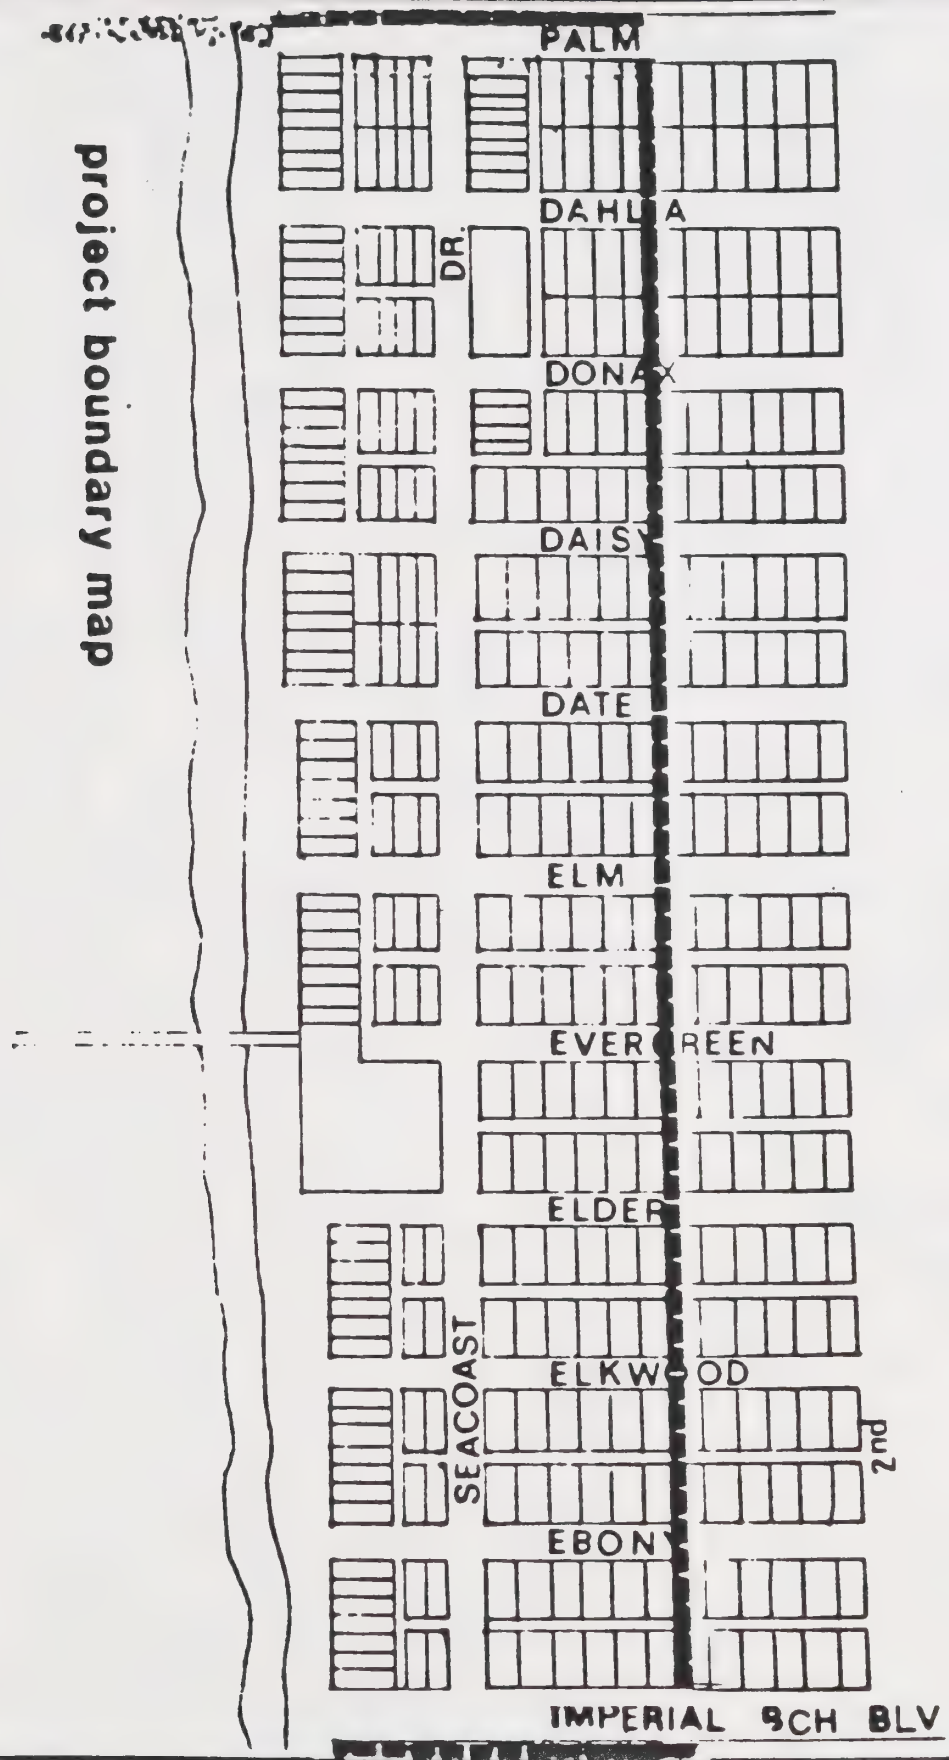 PALM
project boundary map
DAHLIA
DR.
DONAX
DAISY
DATE
ELM
EVERGREEN
ELDER
SEACOAST
ELKWOOD
2nd
EBONY
IMPERIAL BCH BLV